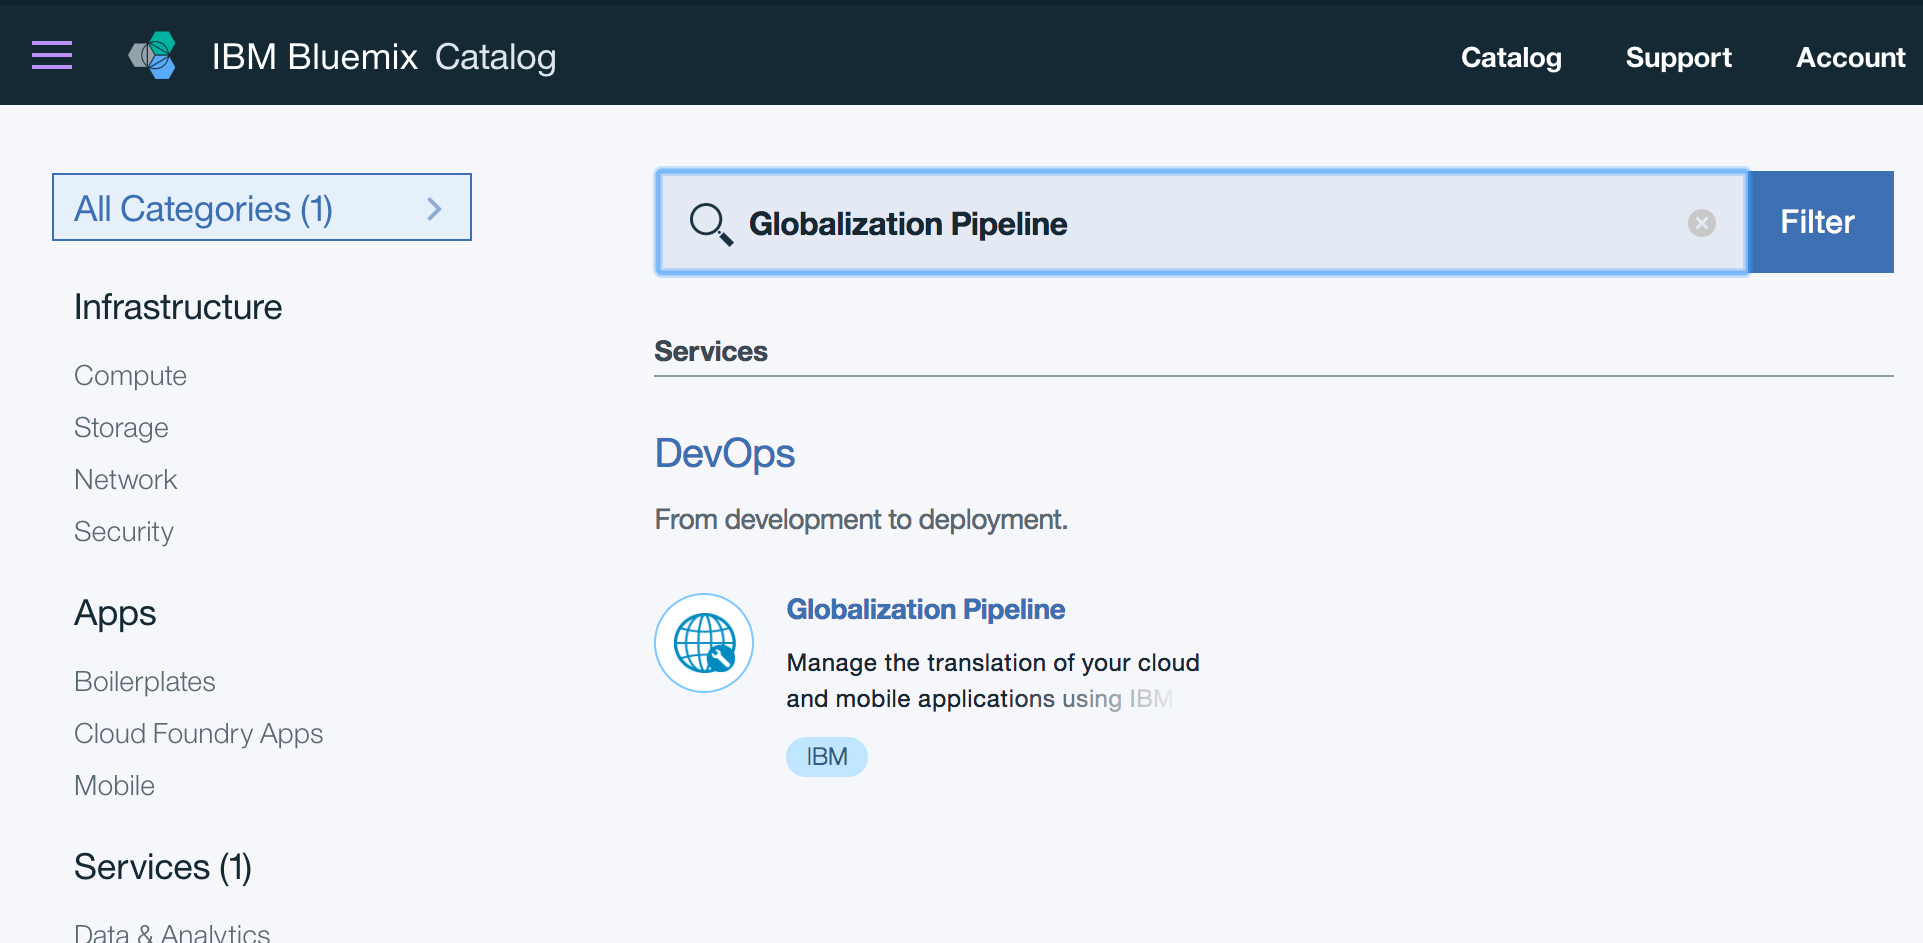 IBM Bluemix Catalog
Catalog Support Account
All Categories (1)
Infrastructure
Compute
Storage
Network
Security
Apps
Boilerplates
Cloud Foundry Apps
Mobile
Services (1)
Data & Analytics
Globalization Pipeline
Filter
Services
DevOps
From development to deployment.
Globalization Pipeline
Manage the translation of your cloud
and mobile applications using IBM
IBM